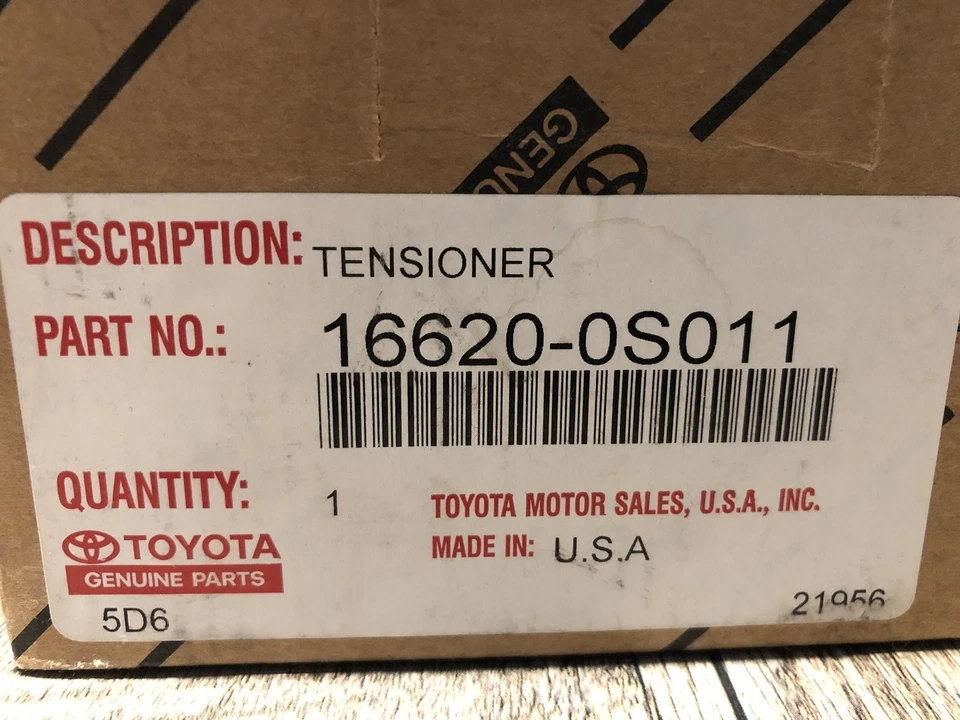 GENU
DESCRIPTION: TENSIONER
PART NO.: 16620-0S011
QUANTITY: 1
TOYOTA MOTOR SALES, U.S.A., INC.
MADE IN: U.S.A
TOYOTA
GENUINE PARTS
5D6
21956